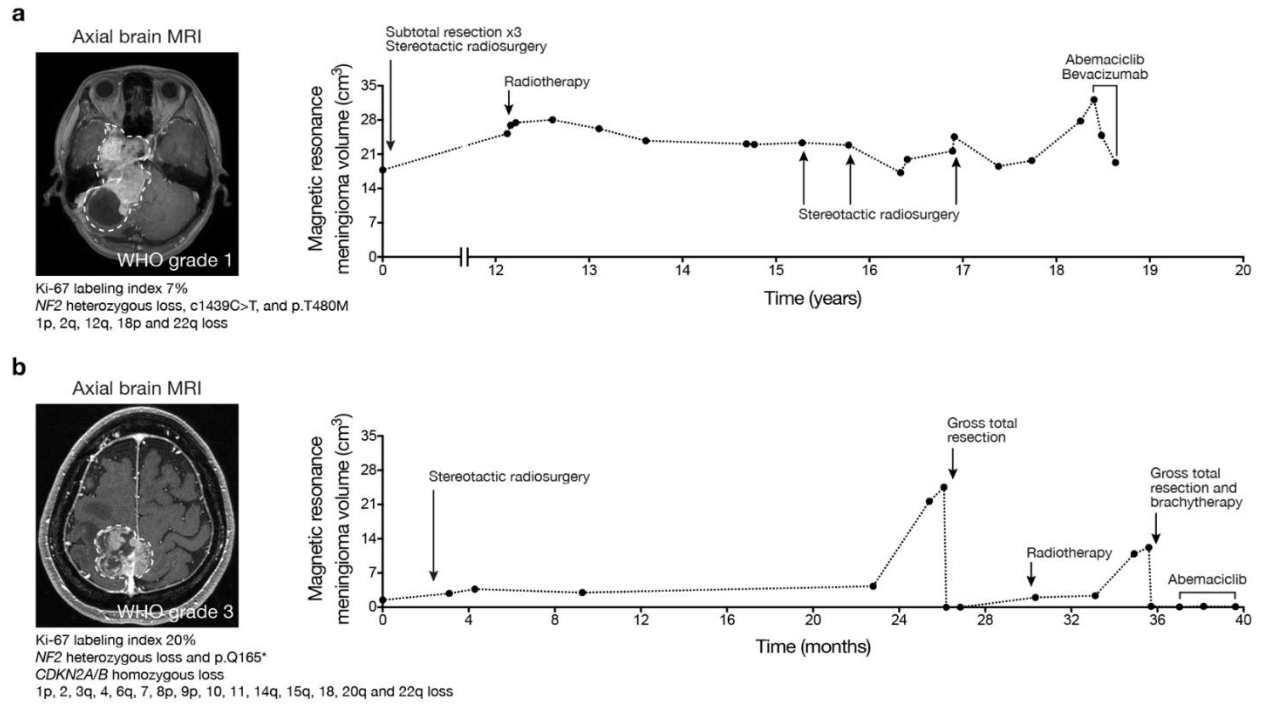 a
Axial brain MRI
WHO grade 1
Ki-67 labeling index 7%
NF2 heterozygous loss, c1439C>T, and p.T480M
1p, 2q, 12q, 18p and 22q loss
Magnetic resonance
meningioma volume (cm³)
35
28
21
14
7
0
Subtotal resection x3
Stereotactic radiosurgery
Radiotherapy
Stereotactic radiosurgery
Abemaciclib
Bevacizumab
0 12 13 14 15 16 17 18 19 20
Time (years)
b
Axial brain MRI
WHO grade 3
Ki-67 labeling index 20%
NF2 heterozygous loss and p.Q165*
CDKN2A/B homozygous loss
1p, 2, 3q, 4, 6q, 7, 8p, 9p, 10, 11, 14q, 15q, 18, 20q and 22q loss
Magnetic resonance
meningioma volume (cm³)
35
28
21
14
7
0
Stereotactic radiosurgery
Gross total
resection
Radiotherapy
Gross total
resection and
brachytherapy
Abemaciclib
0 4 8 12 16 20 24 28 32 36 40
Time (months)